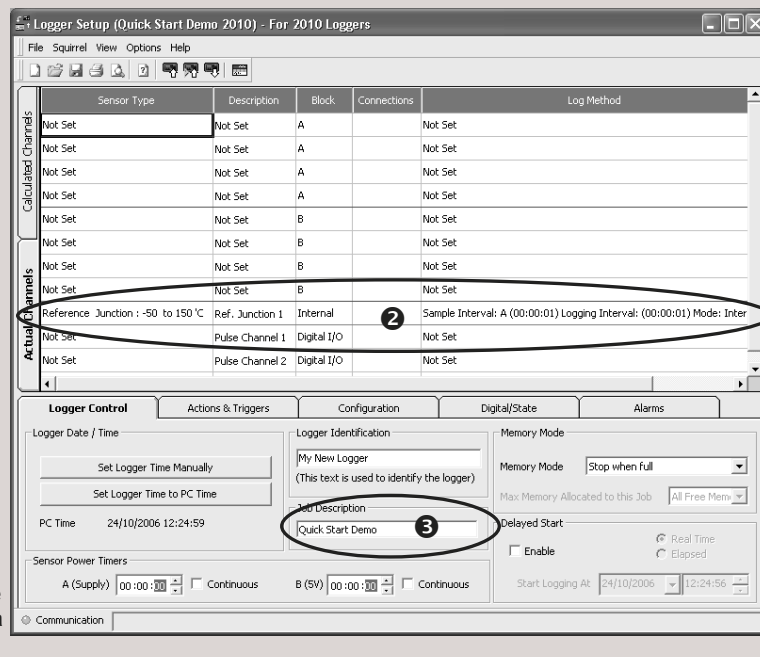 Logger Setup (Quick Start Demo 2010) - For 2010 Loggers
File Squirrel View Options Help
Sensor Type Description Block Connections Log Method
Not Set Not Set A Not Set
Not Set Not Set A Not Set
Not Set Not Set A Not Set
Not Set Not Set A Not Set
Not Set Not Set B Not Set
Not Set Not Set B Not Set
Not Set Not Set B Not Set
Not Set Not Set B Not Set
Reference Junction : -50 to 150 °C Ref. Junction 1 Internal ❷ Sample Interval: A (00:00:01) Logging Interval: (00:00:01) Mode: Inter
Not Set Pulse Channel 1 Digital I/O Not Set
Not Set Pulse Channel 2 Digital I/O Not Set
Calculated Channels
Actual Channels
Logger Control Actions & Triggers Configuration Digital/State Alarms
Logger Date / Time
Set Logger Time Manually
Set Logger Time to PC Time
PC Time 24/10/2006 12:24:59
Logger Identification
My New Logger
(This text is used to identify the logger)
Job Description
Quick Start Demo ❸
Memory Mode
Memory Mode Stop when full
Max Memory Allocated to this Job All Free Mem
Delayed Start
Enable
Real Time
Elapsed
Start Logging At 24/10/2006 12:24:56
Sensor Power Timers
A (Supply) 00:00:00 Continuous B (5V) 00:00:00 Continuous
Communication